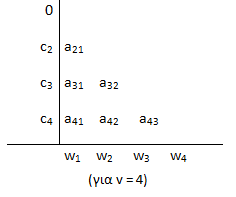 0
c₂ a₂₁
c₃ a₃₁ a₃₂
c₄ a₄₁ a₄₂ a₄₃
w₁ w₂ w₃ w₄
(για ν = 4)